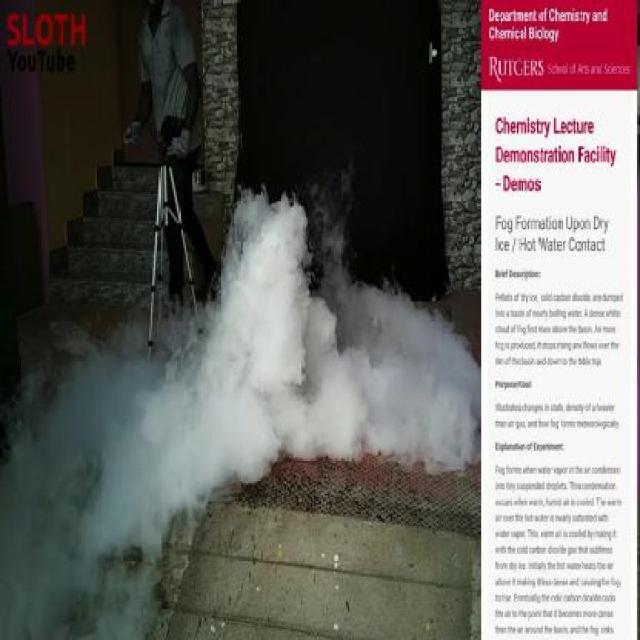 SLOTH
YouTube
Department of Chemistry and
Chemical Biology
RUTGERS School of Arts and Sciences
Chemistry Lecture
Demonstration Facility
- Demos
Fog Formation Upon Dry
Ice / Hot Water Contact
Brief Description:
Pellets of dry ice, solid carbon dioxide, are dumped
into a basin of nearly boiling water. A dense white
cloud of fog first rises above the basin. As more
fog is produced, it stops rising and flows over the
rim of the basin and down to the table top.
Purpose/Goal:
Illustrates changes in state, density of a heavier
than air gas, and how fog forms meteorologically.
Explanation of Experiment:
Fog forms when water vapor in the air condenses
into tiny suspended droplets. This condensation
occurs when warm, humid air is cooled. The warm
air over the hot water is nearly saturated with
water vapor. This warm air is cooled by mixing it
with the cold carbon dioxide gas that sublimes
from dry ice. Initially the hot water heats the air
above it making it less dense and causing the fog
to rise. Eventually the cold carbon dioxide cools
the air to the point that it becomes more dense
than the air around the basin, and the fog sinks